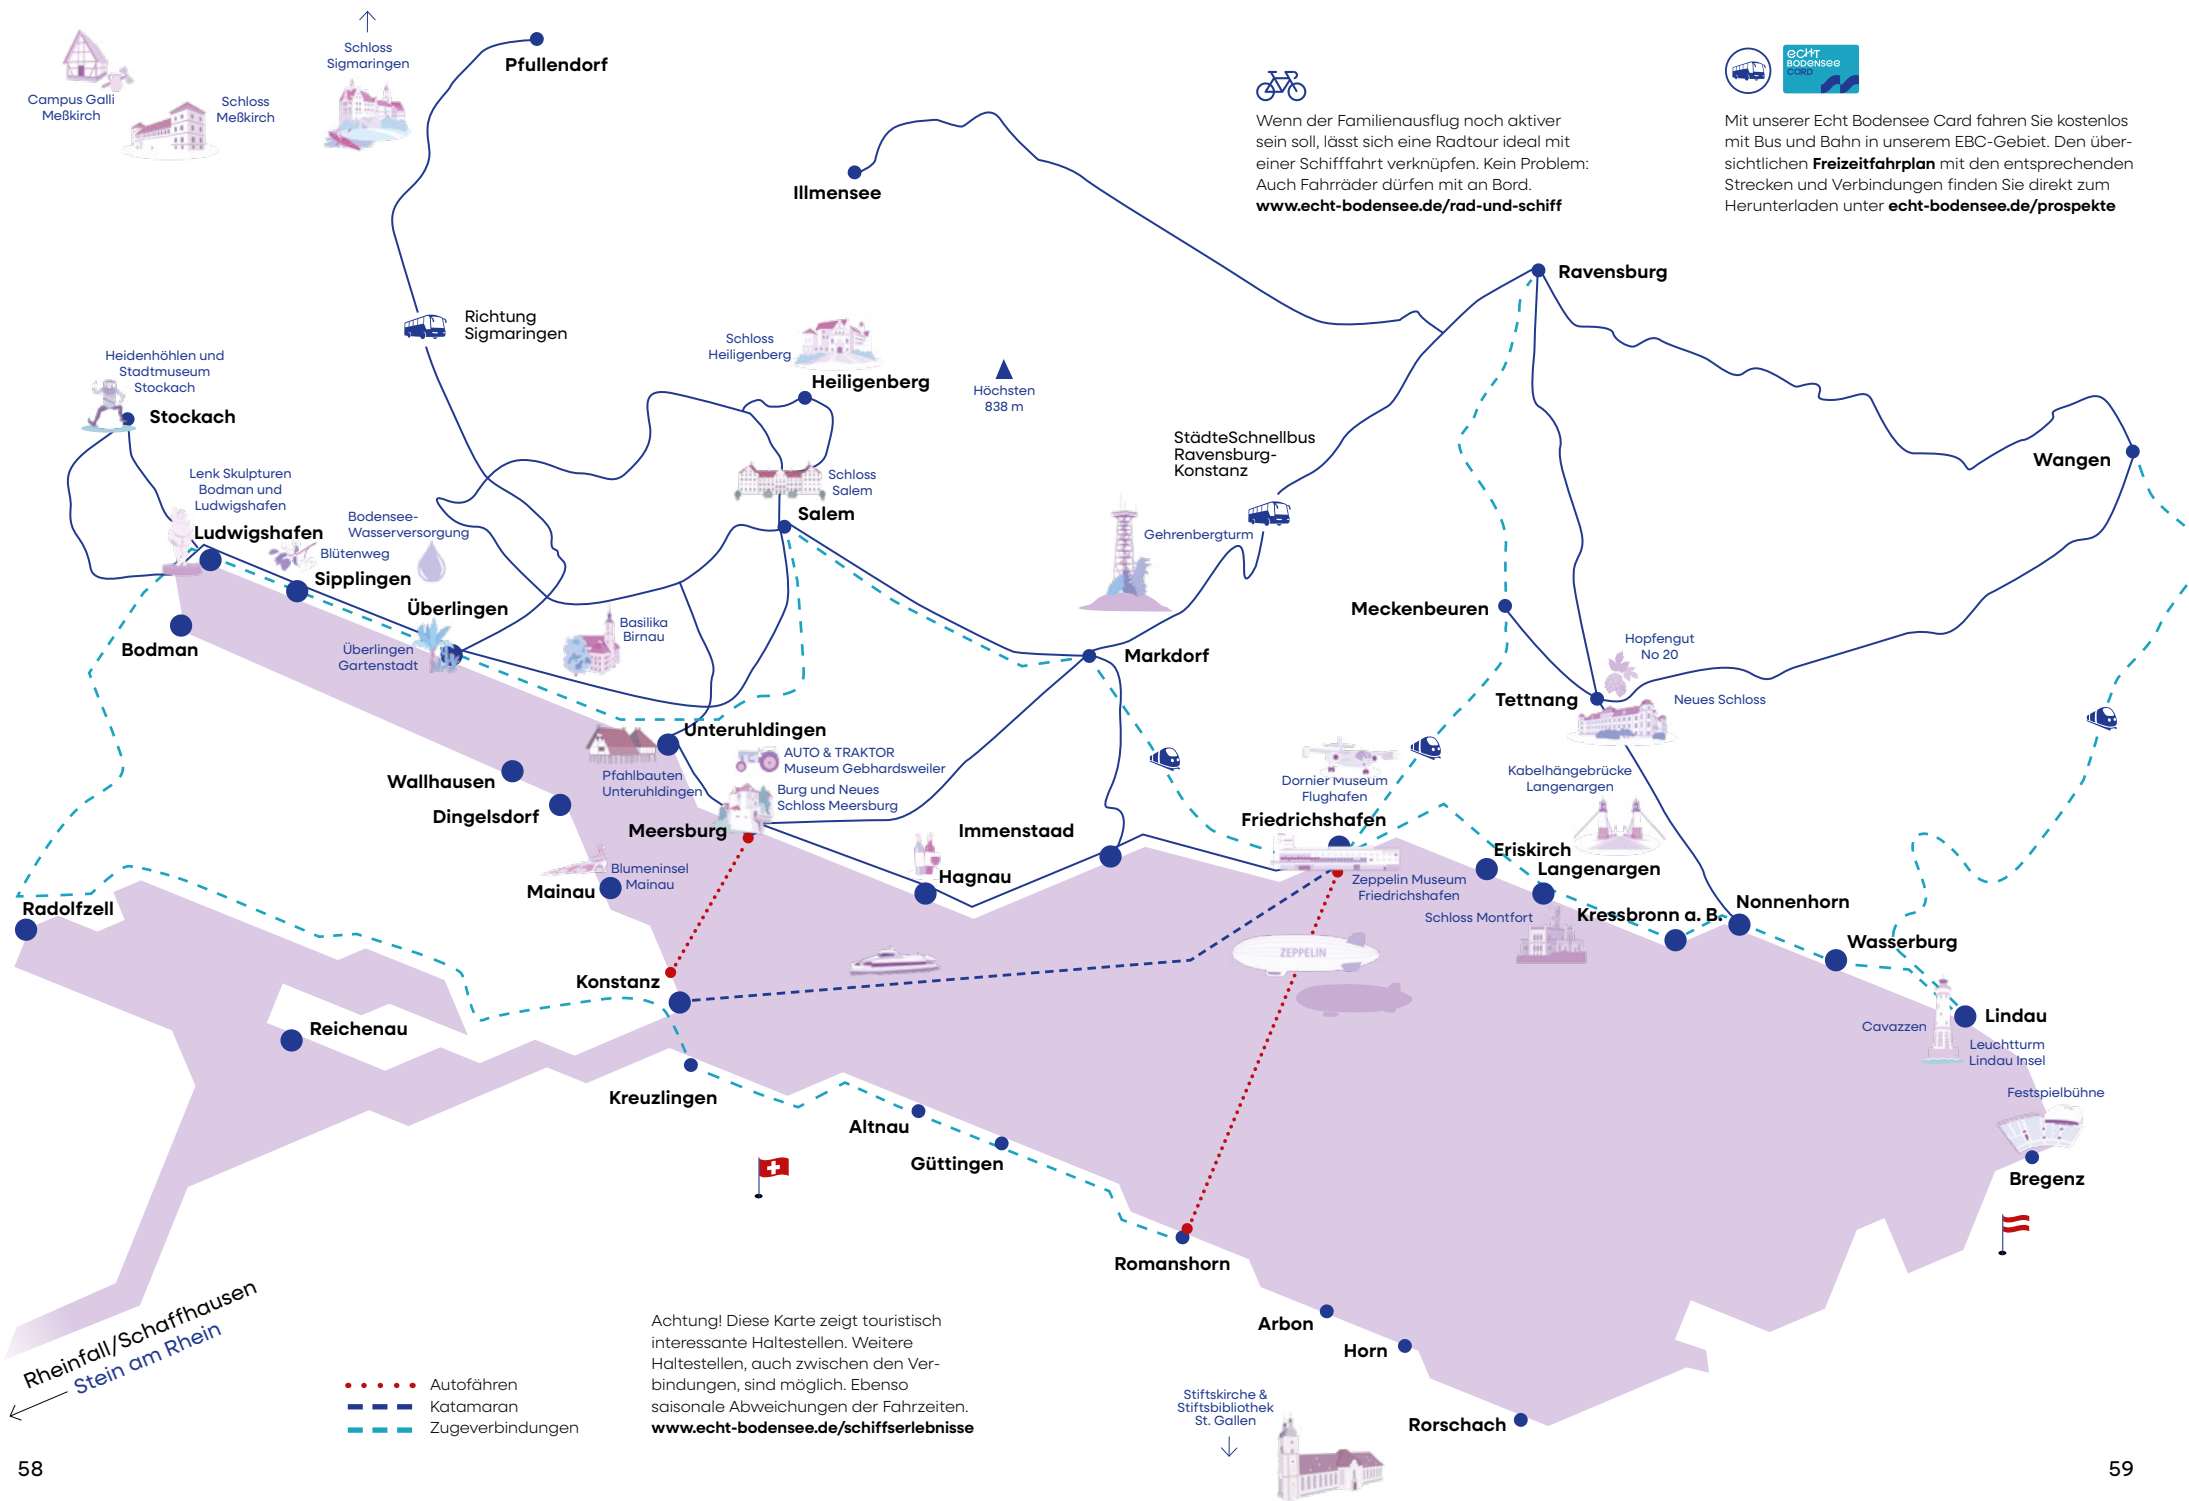 Schloss
Sigmaringen
Pfullendorf
Campus Galli
Meßkirch
Schloss
Meßkirch
Illmensee
Wenn der Familienausflug noch aktiver
sein soll, lässt sich eine Radtour ideal mit
einer Schifffahrt verknüpfen. Kein Problem:
Auch Fahrräder dürfen mit an Bord.
www.echt-bodensee.de/rad-und-schiff
echt
BODENSEE
CARD
Mit unserer Echt Bodensee Card fahren Sie kostenlos
mit Bus und Bahn in unserem EBC-Gebiet. Den über-
sichtlichen Freizeitfahrplan mit den entsprechenden
Strecken und Verbindungen finden Sie direkt zum
Herunterladen unter echt-bodensee.de/prospekte
Ravensburg
Richtung
Sigmaringen
Schloss
Heiligenberg
Heiligenberg
Höchsten
838 m
Heidenhöhlen und
Stadtmuseum
Stockach
Stockach
StädteSchnellbus
Ravensburg-
Konstanz
Wangen
Lenk Skulpturen
Bodman und
Ludwigshafen
Ludwigshafen
Schloss
Salem
Salem
Bodensee-
Wasserversorgung
Blütenweg
Gehrenbergturm
Sipplingen
Überlingen
Meckenbeuren
Basilika
Birnau
Bodman
Überlingen
Gartenstadt
Markdorf
Hopfengut
No 20
Tettnang
Neues Schloss
Unteruhldingen
AUTO & TRAKTOR
Museum Gebhardsweiler
Pfahlbauten
Unteruhldingen
Burg und Neues
Schloss Meersburg
Wallhausen
Dingelsdorf
Dornier Museum
Flughafen
Kabelhängebrücke
Langenargen
Meersburg
Immenstaad
Friedrichshafen
Eriskirch
Langenargen
Blumeninsel
Mainau
Mainau
Hagnau
Zeppelin Museum
Friedrichshafen
Radolfzell
Schloss Montfort
Kressbronn a. B.
Nonnenhorn
Wasserburg
ZEPPELIN
Konstanz
Reichenau
Lindau
Cavazzen
Leuchtturm
Lindau Insel
Kreuzlingen
Festspielbühne
Altnau
Güttingen
Bregenz
Romanshorn
Rheinfall/Schaffhausen
Stein am Rhein
Arbon
Horn
Rorschach
Autofähren
Katamaran
Zugeverbindungen
Achtung! Diese Karte zeigt touristisch
interessante Haltestellen. Weitere
Haltestellen, auch zwischen den Ver-
bindungen, sind möglich. Ebenso
saisonale Abweichungen der Fahrzeiten.
www.echt-bodensee.de/schiffserlebnisse
Stiftskirche &
Stiftsbibliothek
St. Gallen
58
59